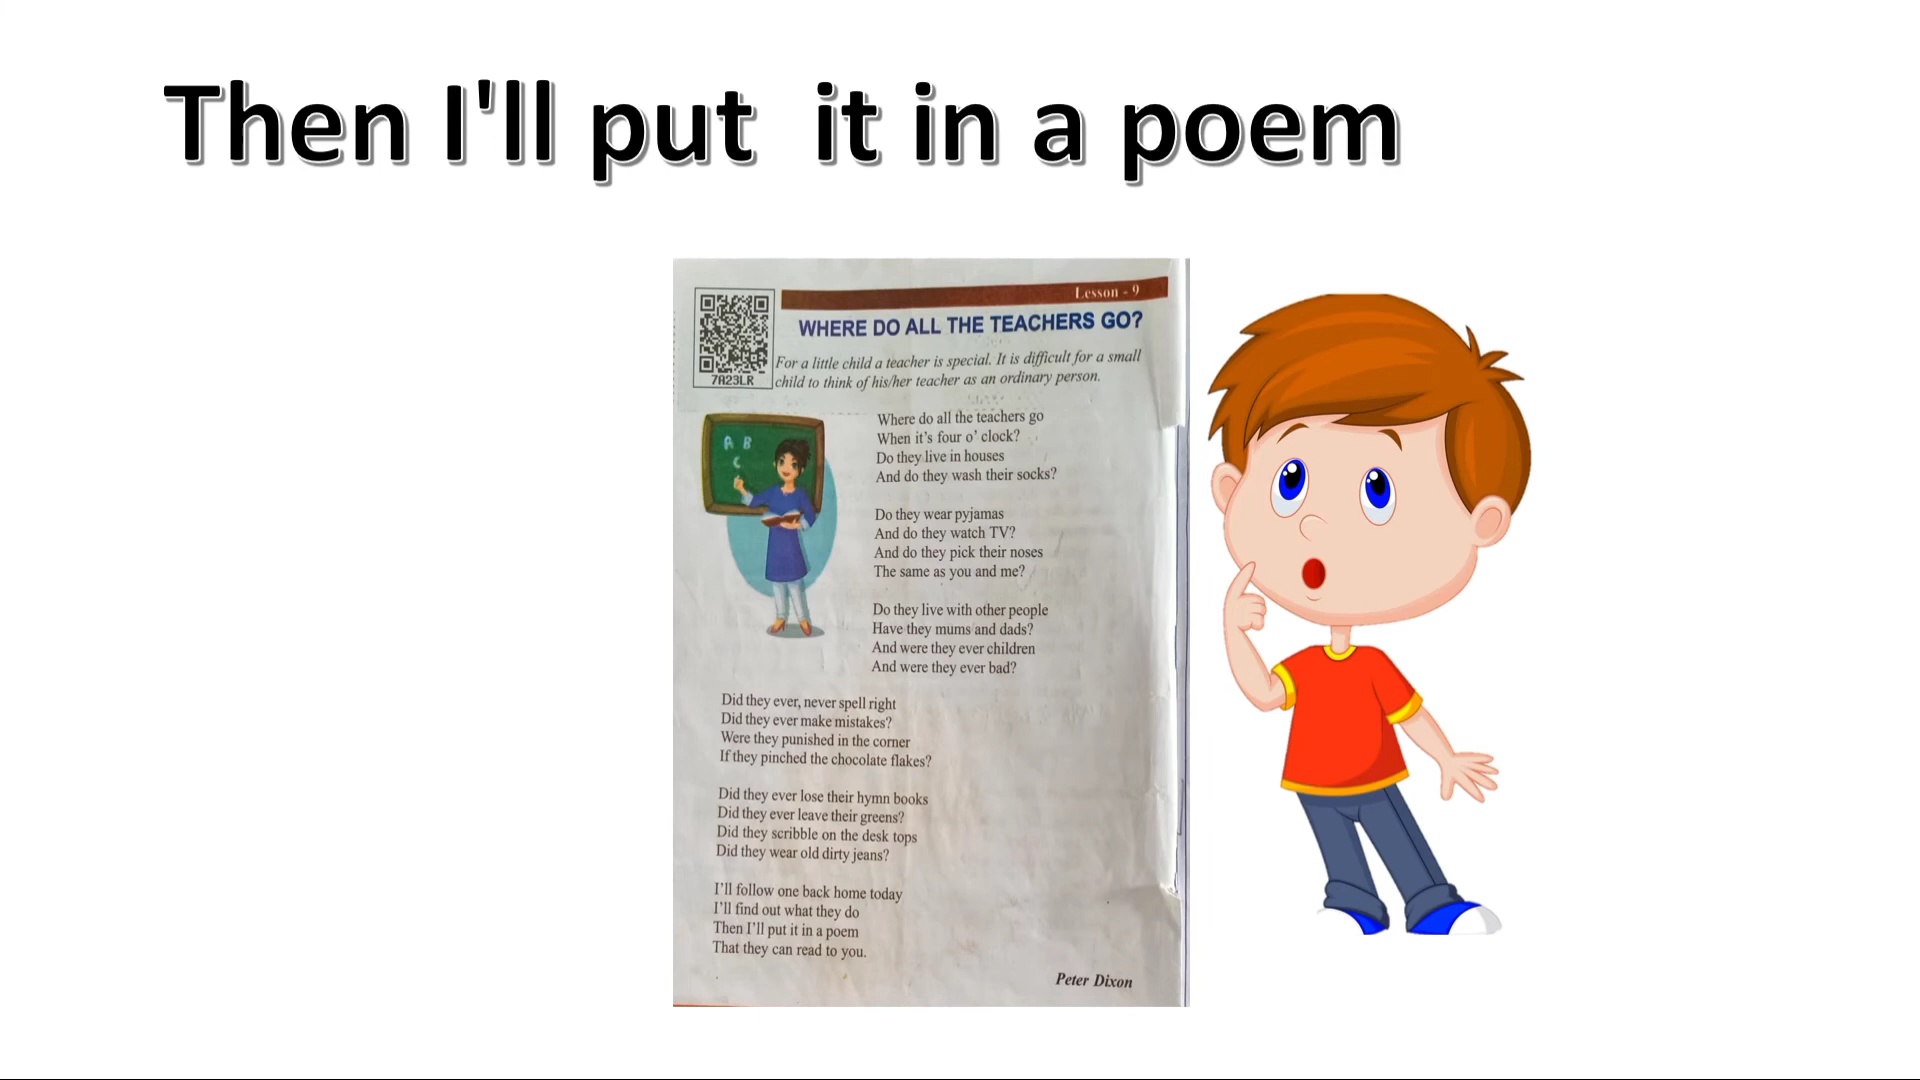 Then I'll put it in a poem
Lesson - 9
WHERE DO ALL THE TEACHERS GO?
For a little child a teacher is special. It is difficult for a small
child to think of his/her teacher as an ordinary person.
7A23LR
A B
C
Where do all the teachers go
When it's four o' clock?
Do they live in houses
And do they wash their socks?
Do they wear pyjamas
And do they watch TV?
And do they pick their noses
The same as you and me?
Do they live with other people
Have they mums and dads?
And were they ever children
And were they ever bad?
Did they ever, never spell right
Did they ever make mistakes?
Were they punished in the corner
If they pinched the chocolate flakes?
Did they ever lose their hymn books
Did they ever leave their greens?
Did they scribble on the desk tops
Did they wear old dirty jeans?
I'll follow one back home today
I'll find out what they do
Then I'll put it in a poem
That they can read to you.
Peter Dixon